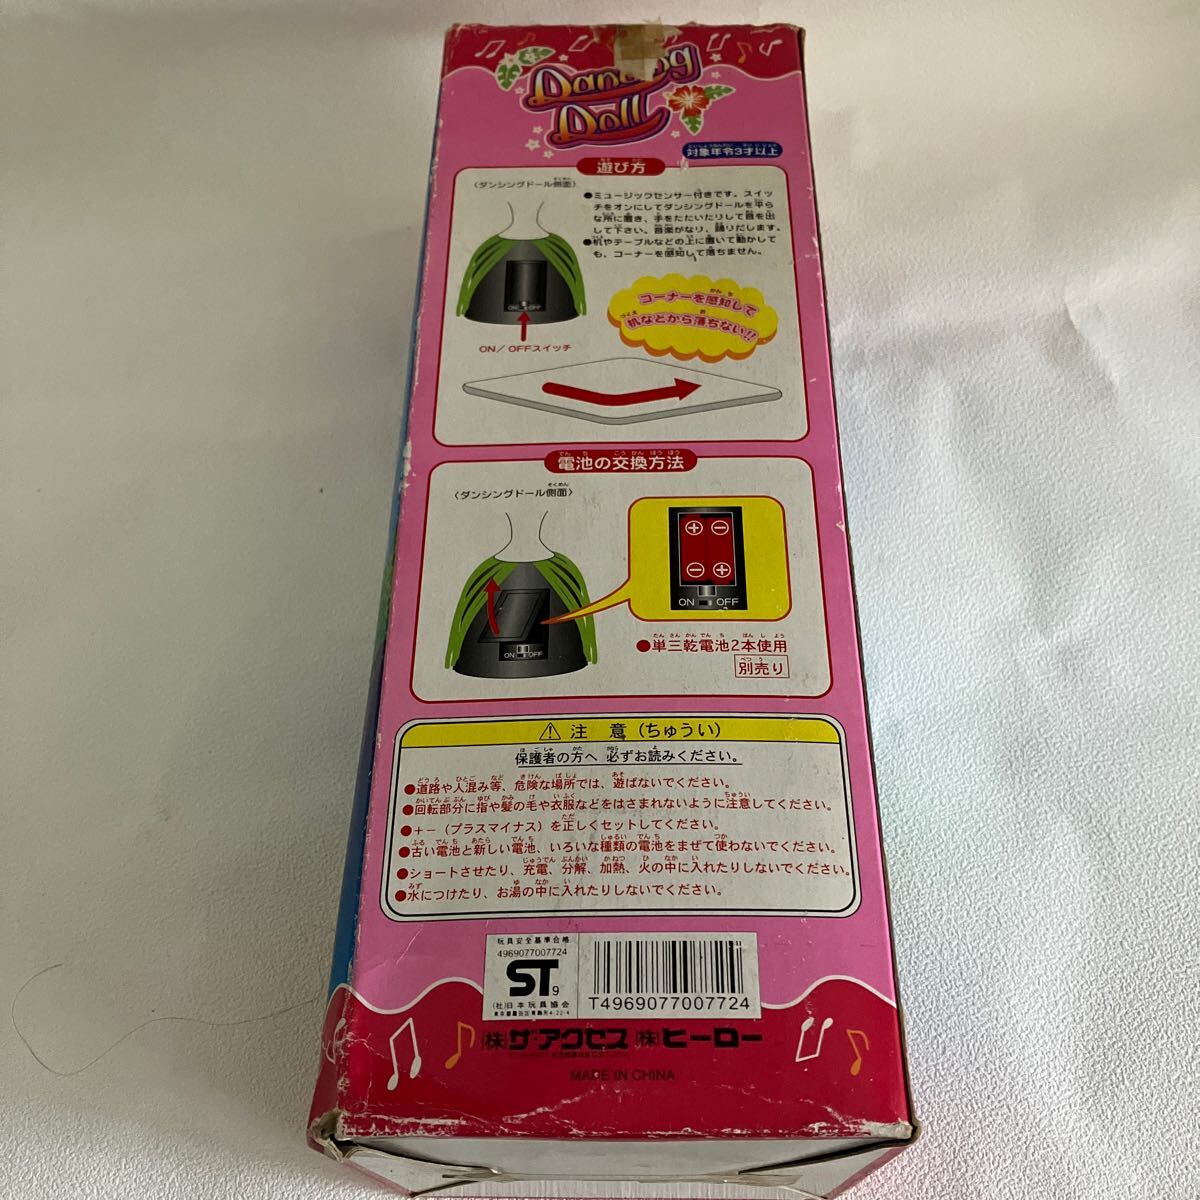 Dancing
Doll
対象年令3才以上
遊び方
〈ダンシングドール側面〉
●ミュージックセンサー付きです。スイッ
チをオンにしてダンシングドールを平ら
な所に置き、手をたたいたりして音を出
して下さい。音楽がなり、踊りだします。
●机やテーブルなどの上に置いて動かして
も、コーナーを感知して落ちません。
ON OFF
ON/OFFスイッチ
コーナーを感知して
机などから落ちない!!
電池の交換方法
〈ダンシングドール側面〉
ON OFF
ON OFF
●単三乾電池2本使用
別売り
⚠ 注 意(ちゅうい)
保護者の方へ 必ずお読みください。
●道路や人混み等、危険な場所では、遊ばないでください。
●回転部分に指や髪の毛や衣服などをはさまれないように注意してください。
●+−(プラスマイナス)を正しくセットしてください。
●古い電池と新しい電池、いろいな種類の電池をまぜて使わないでください。
●ショートさせたり、充電、分解、加熱、火の中に入れたりしないでください。
●水につけたり、お湯の中に入れたりしないでください。
玩具安全基準合格
4969077007724
ST9
(社)日本玩具協会
東京都墨田区東駒形4-22-4
T4969077007724
(株)ザ・アクセス (株)ヒーロー
MADE IN CHINA